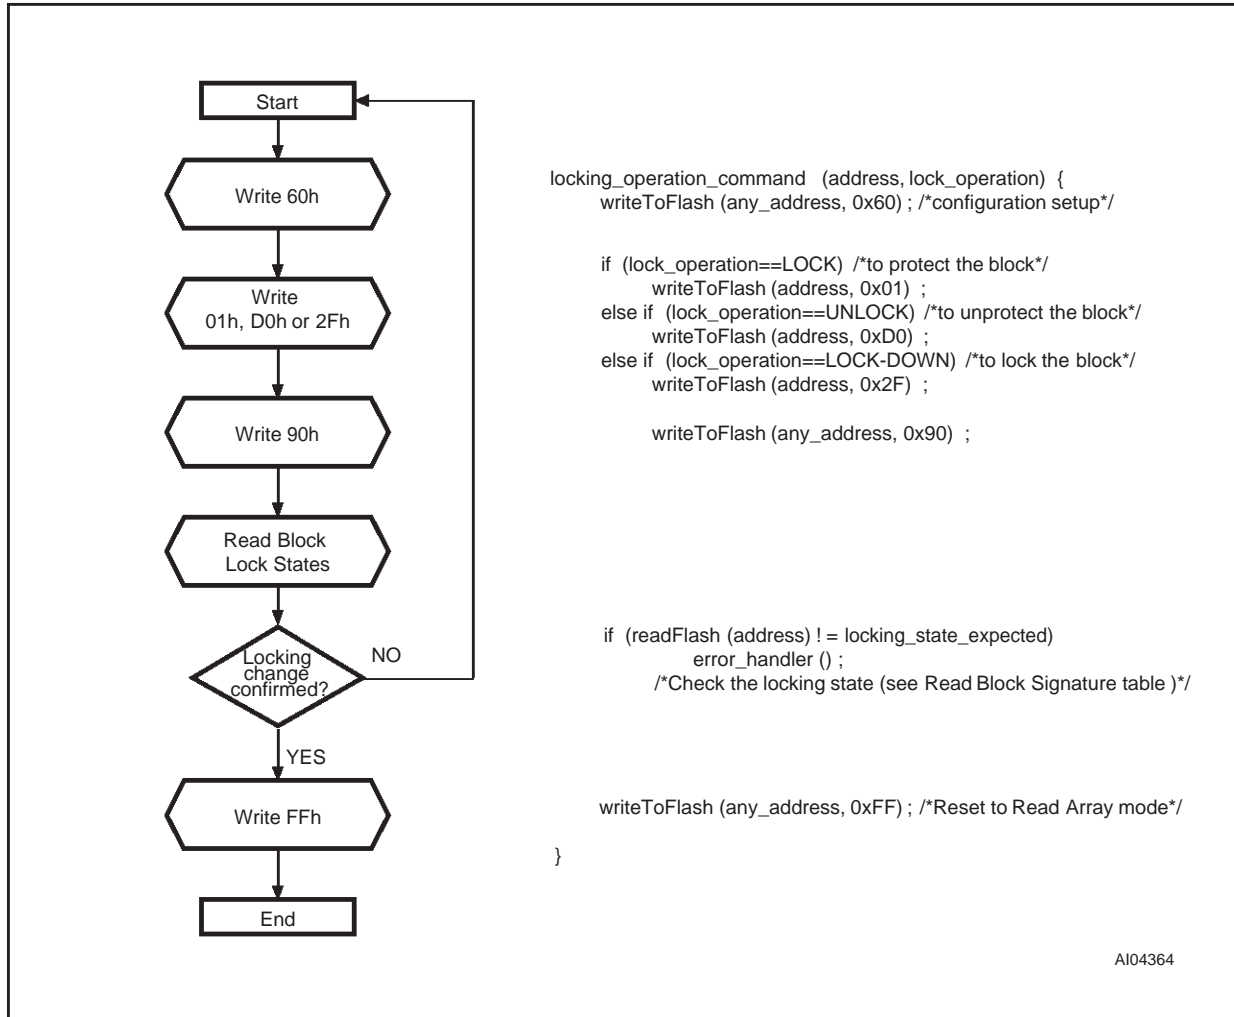 Start
Write 60h
Write
01h, D0h or 2Fh
Write 90h
Read Block
Lock States
Locking
change
confirmed?
NO
YES
Write FFh
End
locking_operation_command (address, lock_operation) {
writeToFlash (any_address, 0x60) ; /*configuration setup*/
if (lock_operation==LOCK) /*to protect the block*/
writeToFlash (address, 0x01) ;
else if (lock_operation==UNLOCK) /*to unprotect the block*/
writeToFlash (address, 0xD0) ;
else if (lock_operation==LOCK-DOWN) /*to lock the block*/
writeToFlash (address, 0x2F) ;
writeToFlash (any_address, 0x90) ;
if (readFlash (address) ! = locking_state_expected)
error_handler () ;
/*Check the locking state (see Read Block Signature table )*/
writeToFlash (any_address, 0xFF) ; /*Reset to Read Array mode*/
}
AI04364